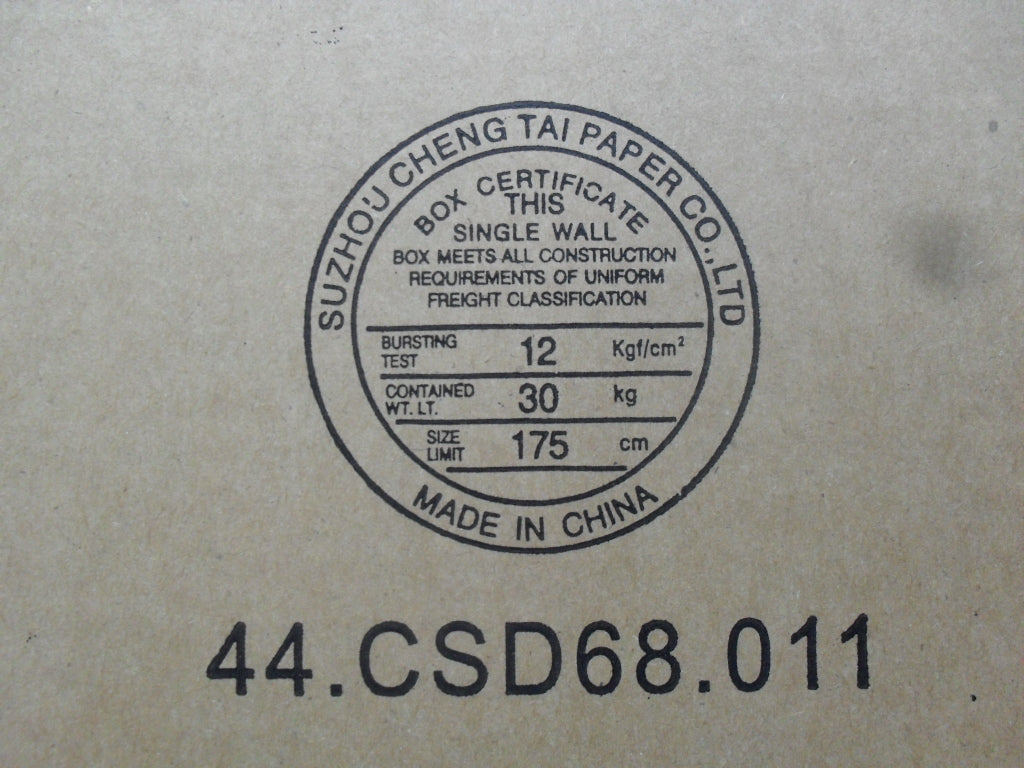 SUZHOU CHENG TAI PAPER CO.,LTD
BOX CERTIFICATE
THIS
SINGLE WALL
BOX MEETS ALL CONSTRUCTION
REQUIREMENTS OF UNIFORM
FREIGHT CLASSIFICATION
BURSTING TEST 12 Kgf/cm²
CONTAINED WT. LT. 30 kg
SIZE LIMIT 175 cm
MADE IN CHINA
44.CSD68.011